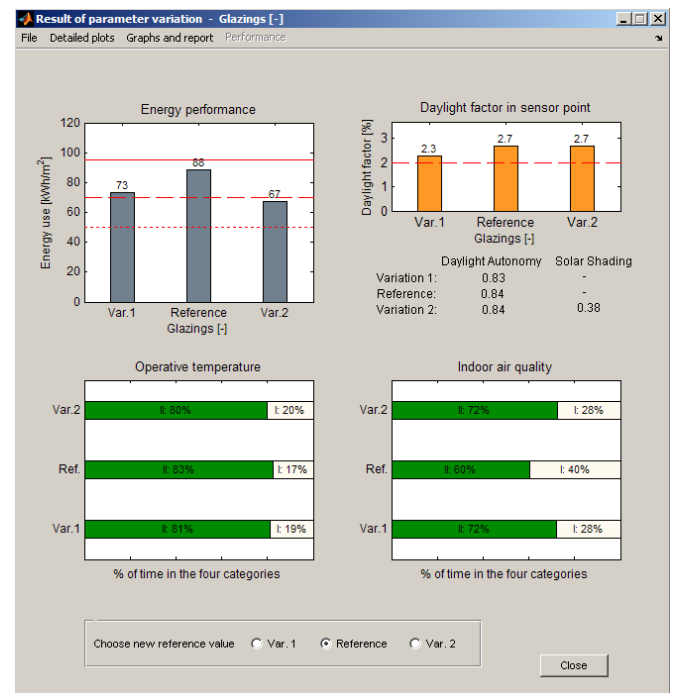 Result of parameter variation - Glazings [-]
File Detailed plots Graphs and report Performance
Energy performance
Energy use [kWh/m²]
120
100
80
60
40
20
0
73
88
67
Var.1 Reference Var.2
Glazings [-]
Daylight factor in sensor point
Daylight factor [%]
3
2
1
0
2.3
2.7
2.7
Var.1 Reference Var.2
Glazings [-]
Daylight Autonomy Solar Shading
Variation 1: 0.83 -
Reference: 0.84 -
Variation 2: 0.84 0.38
Operative temperature
Var.2 II: 80% I: 20%
Ref. II: 83% I: 17%
Var.1 II: 81% I: 19%
% of time in the four categories
Indoor air quality
Var.2 II: 72% I: 28%
Ref. II: 60% I: 40%
Var.1 II: 72% I: 28%
% of time in the four categories
Choose new reference value Var. 1 Reference Var. 2
Close